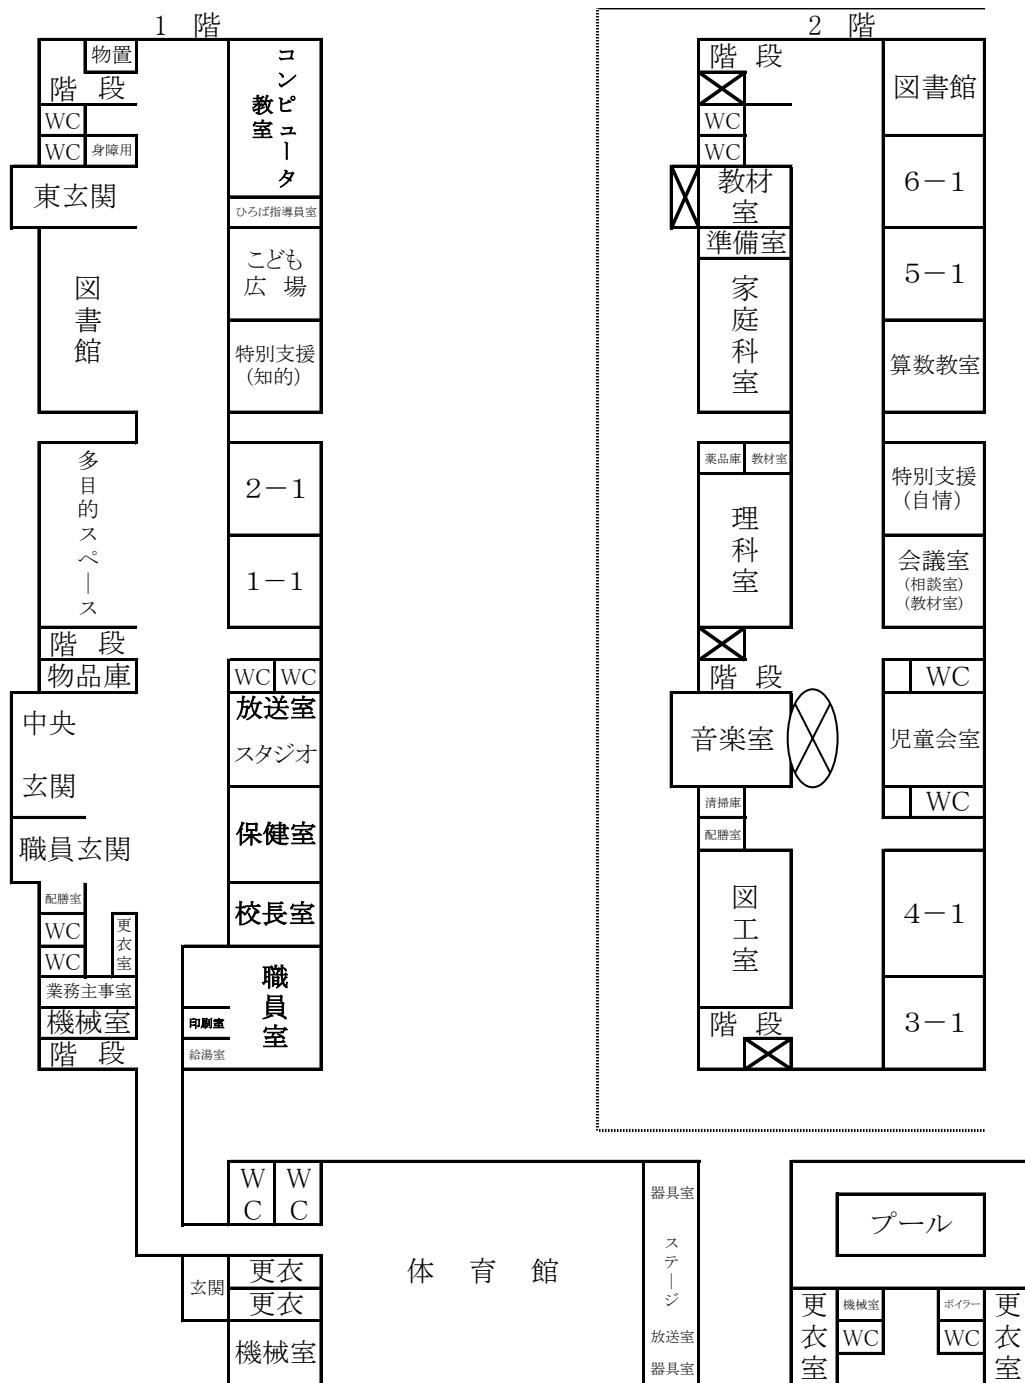 1 階
物置
階 段
WC
WC
身障用
東玄関
図書館
多目的スペース
階 段
物品庫
中央
玄関
職員玄関
配膳室
WC
WC
更衣室
業務主事室
機械室
階 段
コンピュータ
教室
ひろば指導員室
こども
広 場
特別支援
(知的)
2-1
1-1
WC
WC
放送室
スタジオ
保健室
校長室
職員室
印刷室
給湯室
2 階
階 段
WC
WC
教材
室
準備室
家庭科室
薬品庫
教材室
理科室
階 段
音楽室
清掃庫
配膳室
図工室
階 段
図書館
6-1
5-1
算数教室
特別支援
(自情)
会議室
(相談室)
(教材室)
WC
児童会室
WC
4-1
3-1
WC
WC
玄関
更衣
更衣
機械室
体 育 館
器具室
ステージ
放送室
器具室
プール
更衣室
機械室
WC
ボイラー
WC
更衣室